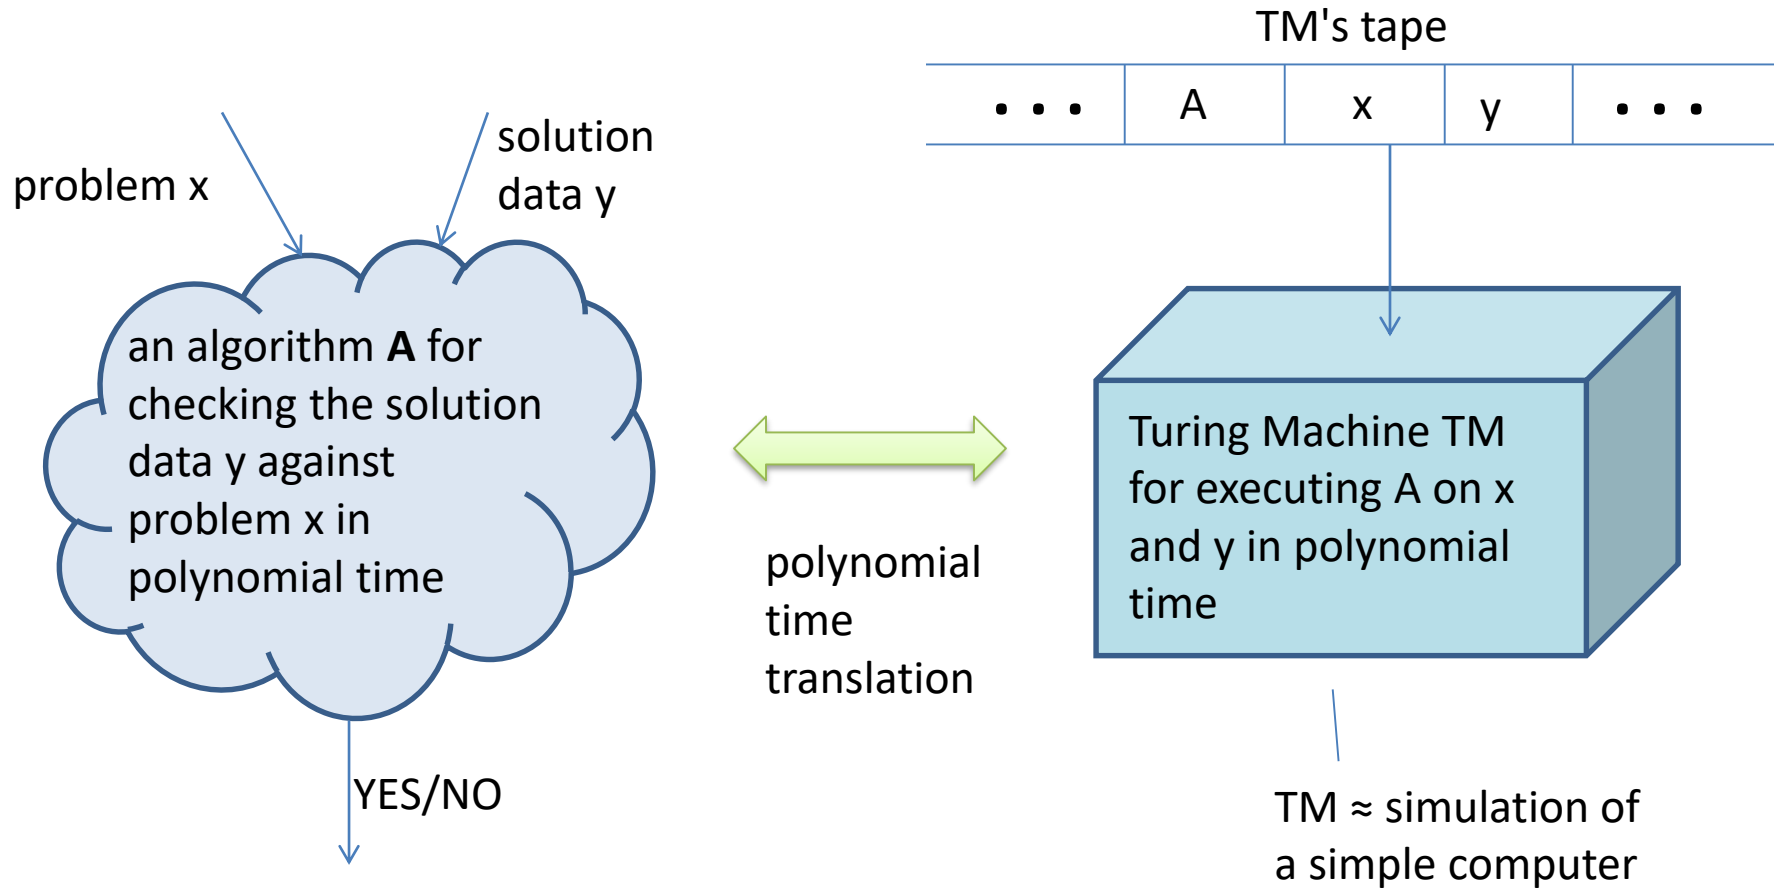 TM's tape
. . .
A
x
y
. . .
problem x
solution
data y
an algorithm A for
checking the solution
data y against
problem x in
polynomial time
YES/NO
polynomial
time
translation
Turing Machine TM
for executing A on x
and y in polynomial
time
TM ≈ simulation of
a simple computer